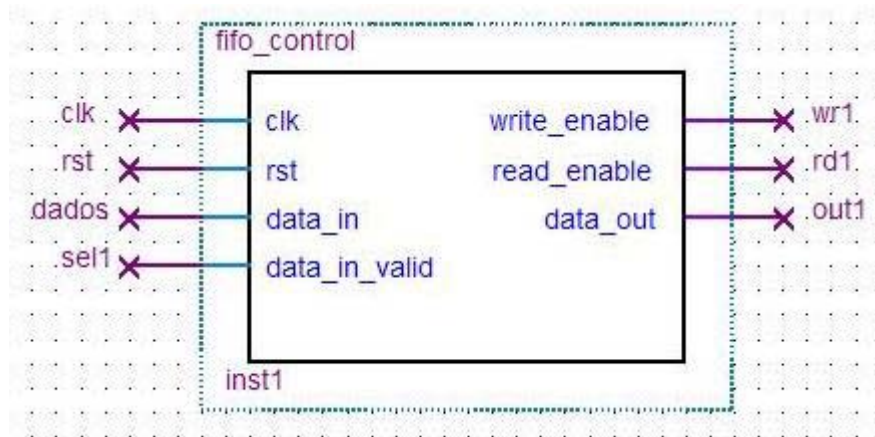 fifo_control
clk clk write_enable wr1
rst rst read_enable rd1
dados data_in data_out out1
sel1 data_in_valid
inst1